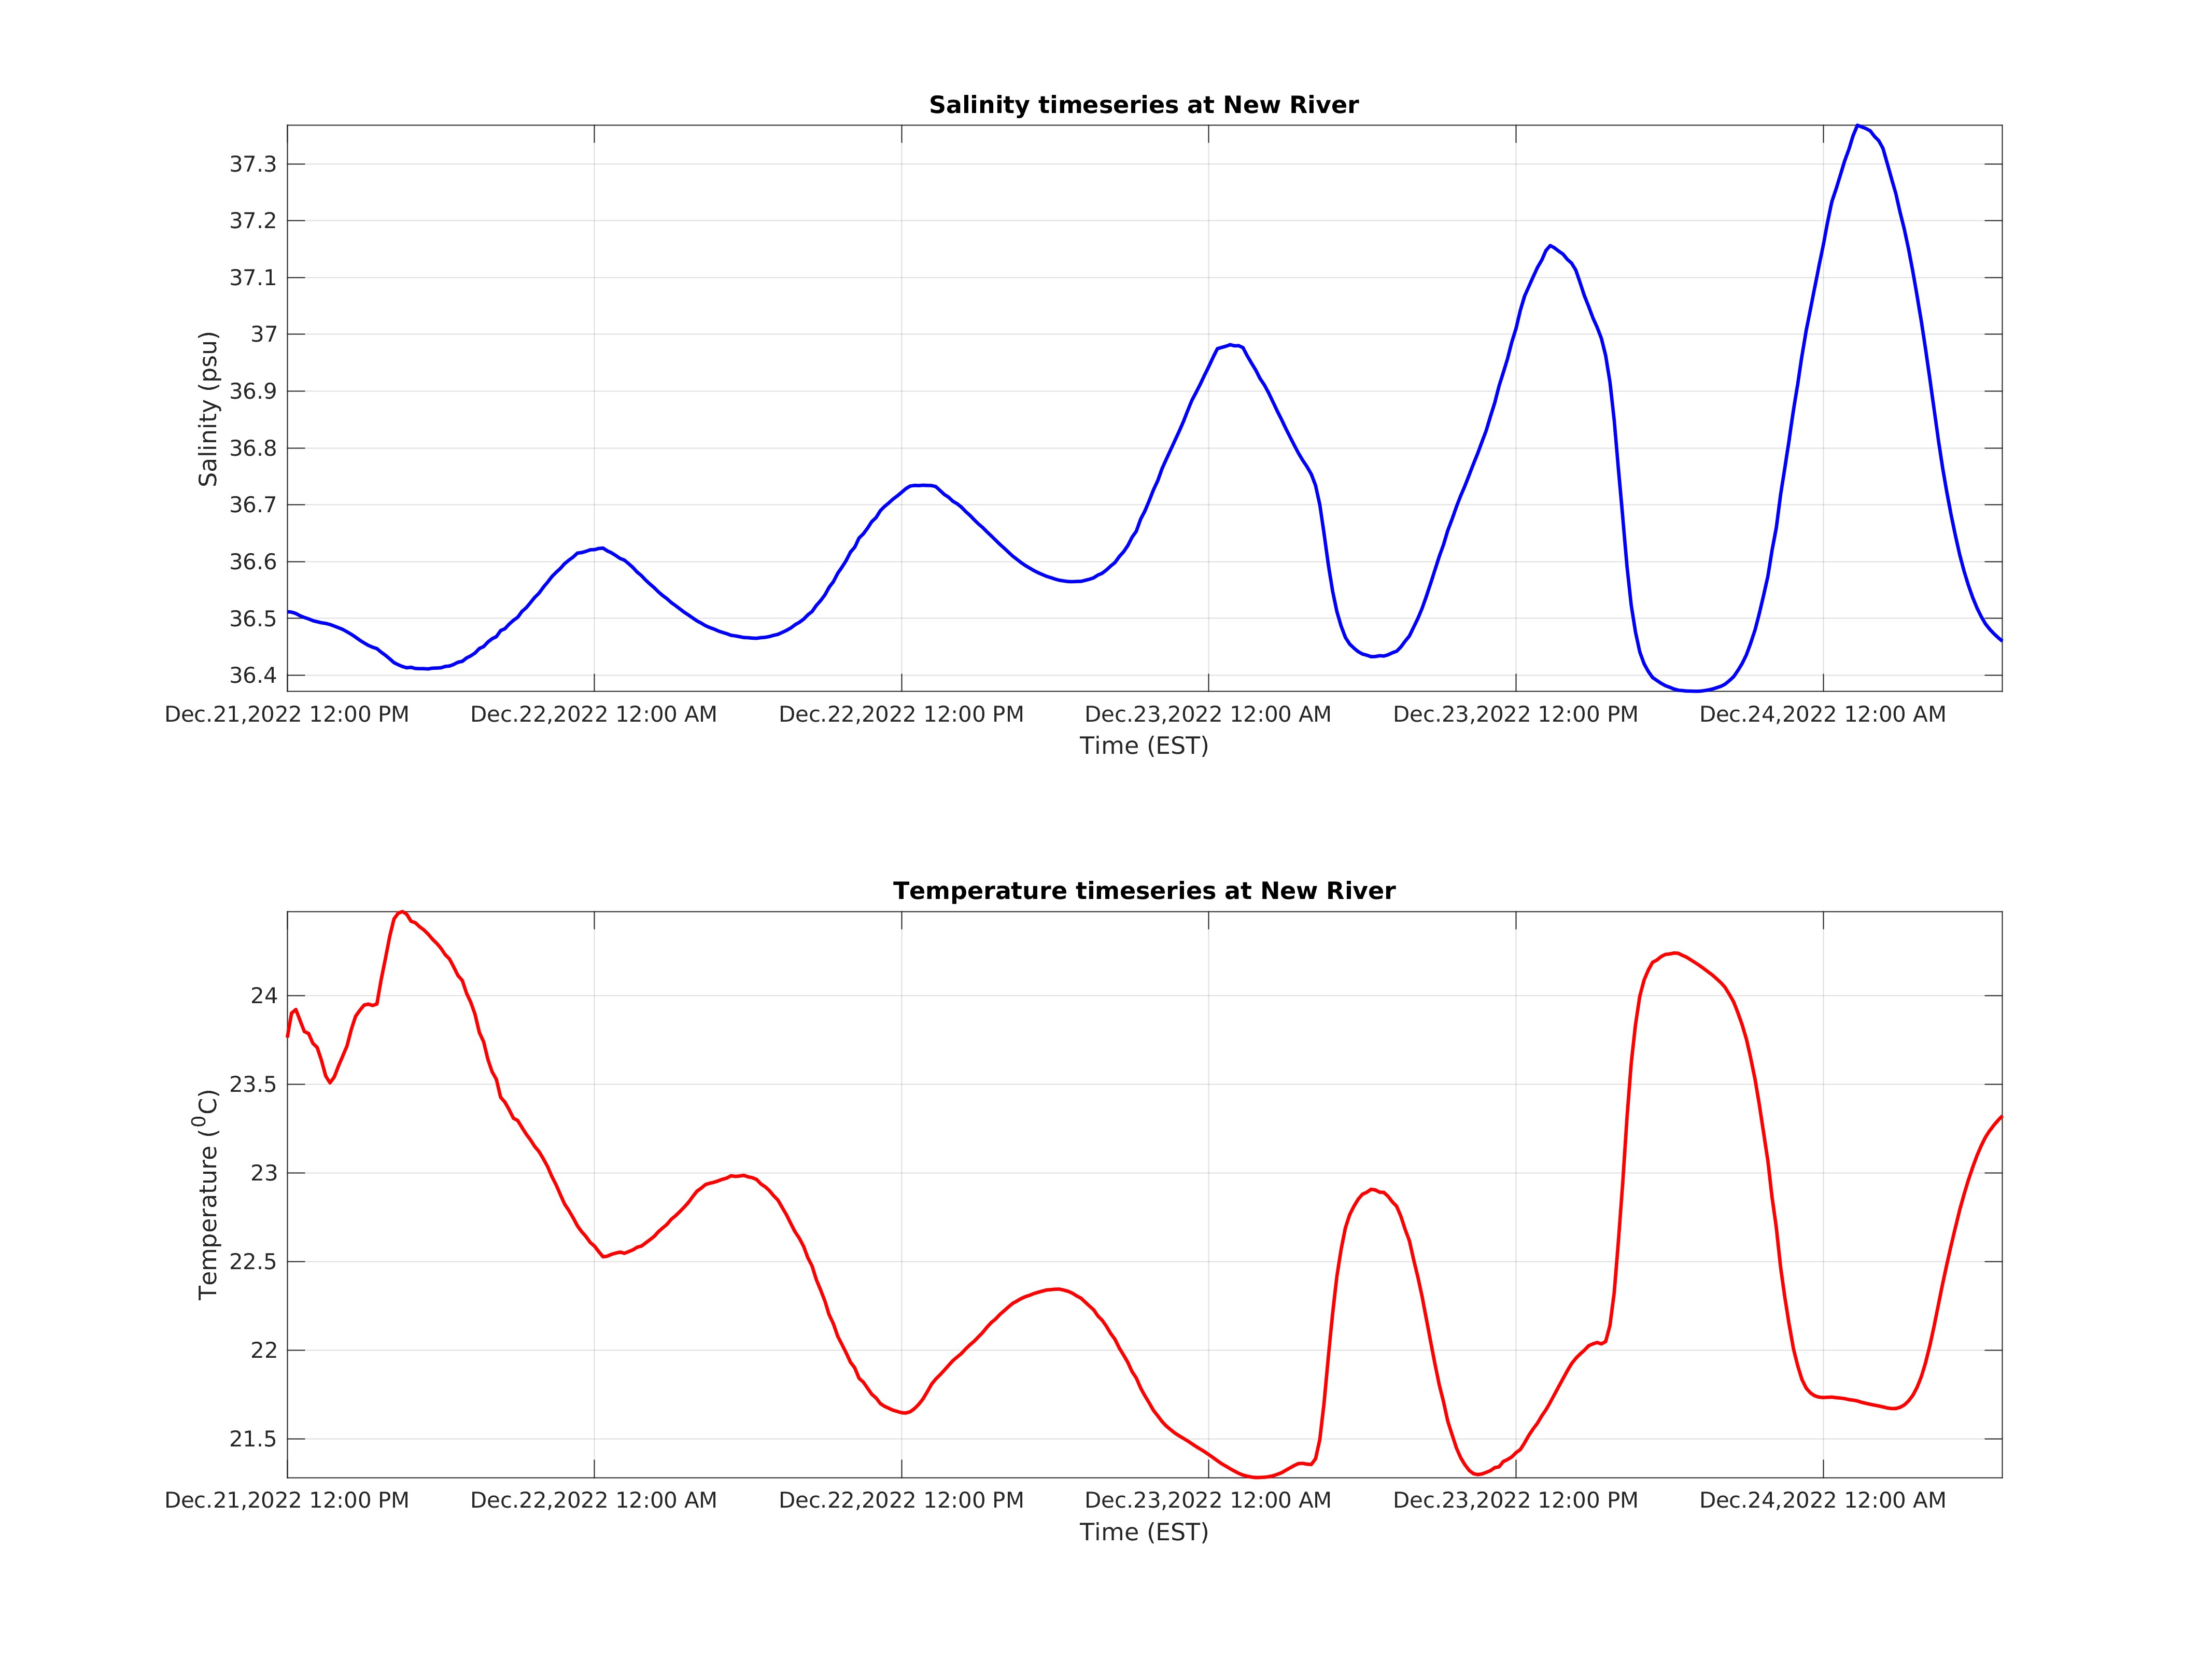 Salinity timeseries at New River
37.3
37.2
37.1
37
36.9
36.8
36.7
36.6
36.5
36.4
Salinity (psu)
Dec.21,2022 12:00 PM Dec.22,2022 12:00 AM Dec.22,2022 12:00 PM Dec.23,2022 12:00 AM Dec.23,2022 12:00 PM Dec.24,2022 12:00 AM
Time (EST)
Temperature timeseries at New River
24
23.5
23
22.5
22
21.5
Temperature (⁰C)
Dec.21,2022 12:00 PM Dec.22,2022 12:00 AM Dec.22,2022 12:00 PM Dec.23,2022 12:00 AM Dec.23,2022 12:00 PM Dec.24,2022 12:00 AM
Time (EST)